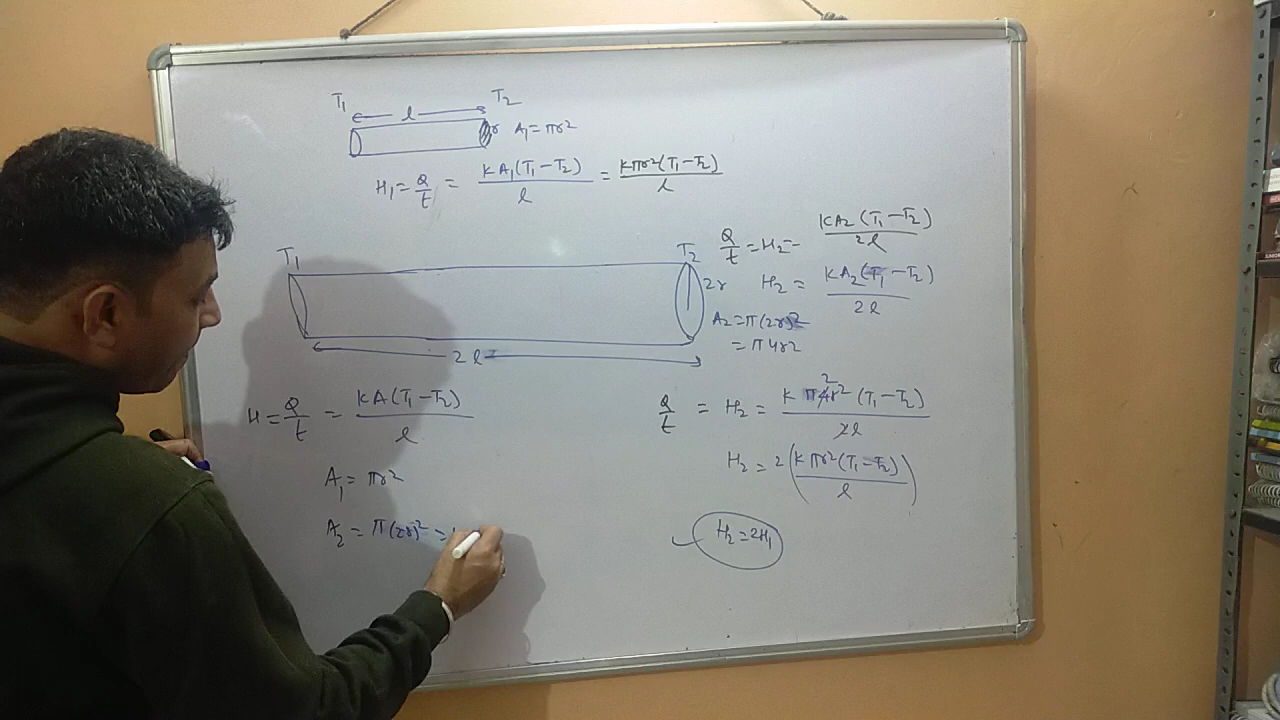 T₁ l T₂
r A₁ = πr²
H₁ = Q/t = KA₁(T₁-T₂)/l = Kπr²(T₁-T₂)/l
Q/t = H₂ = KA₂(T₁-T₂)/2l
T₁ T₂
2r H₂ = KA₂(T₁-T₂)/2l
A₂ = π(2r)²
= π4r²
2l
H = Q/t = KA(T₁-T₂)/l
Q/t = H₂ = Kπ4r²(T₁-T₂)/2l
2
H₂ = 2(Kπr²(T₁-T₂)/l)
A₁ = πr²
A₂ = π(2r)² =
H₂ = 2H₁